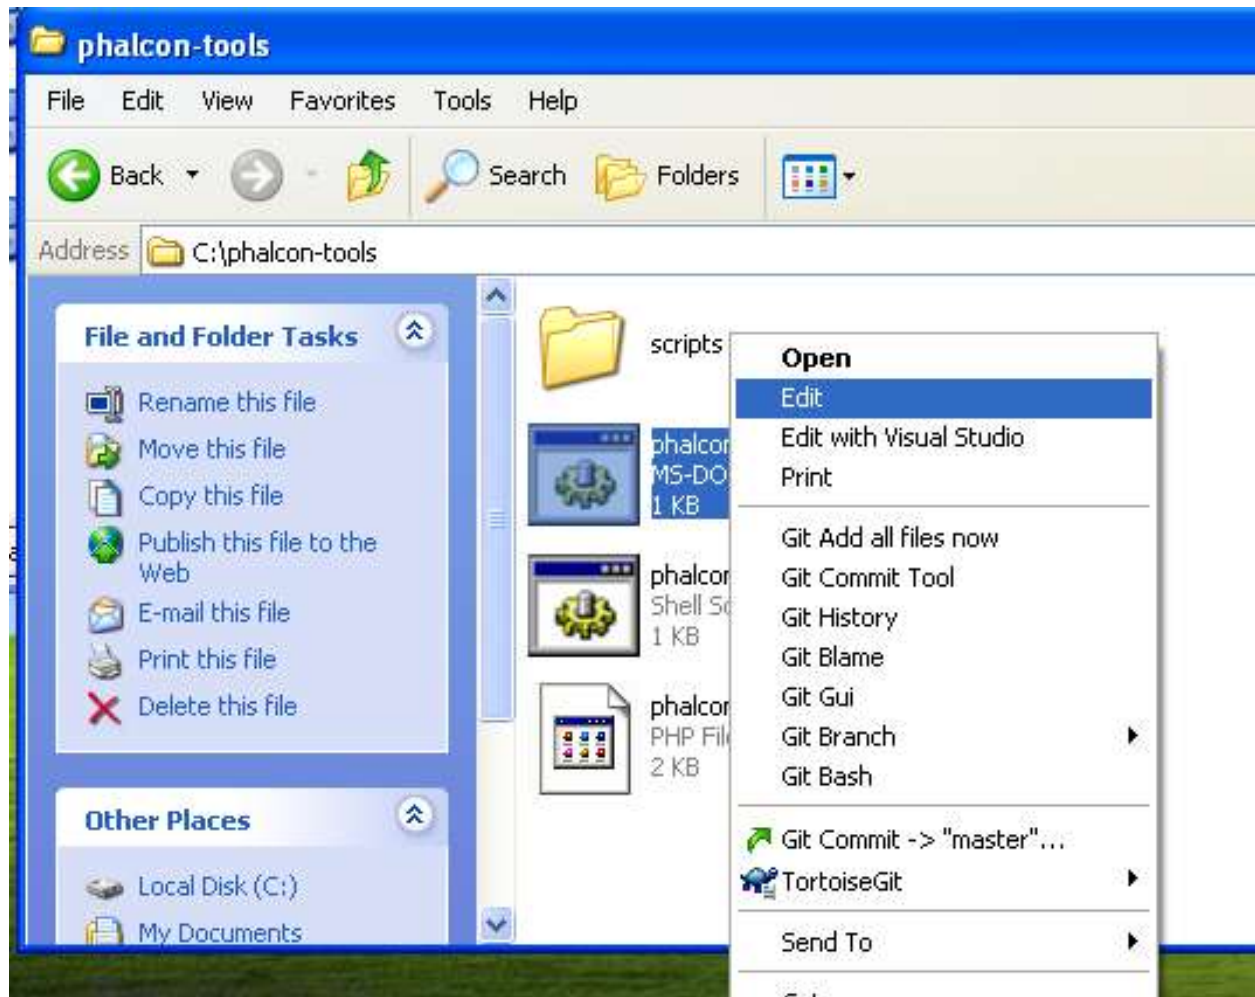 phalcon-tools
File Edit View Favorites Tools Help
Back Search Folders
Address C:\phalcon-tools
File and Folder Tasks
Rename this file
Move this file
Copy this file
Publish this file to the
Web
E-mail this file
Print this file
Delete this file
Other Places
Local Disk (C:)
My Documents
scripts
phalcon
MS-DO
1 KB
phalcon
Shell Sc
1 KB
phalcon
PHP File
2 KB
Open
Edit
Edit with Visual Studio
Print
Git Add all files now
Git Commit Tool
Git History
Git Blame
Git Gui
Git Branch
Git Bash
Git Commit -> "master"...
TortoiseGit
Send To